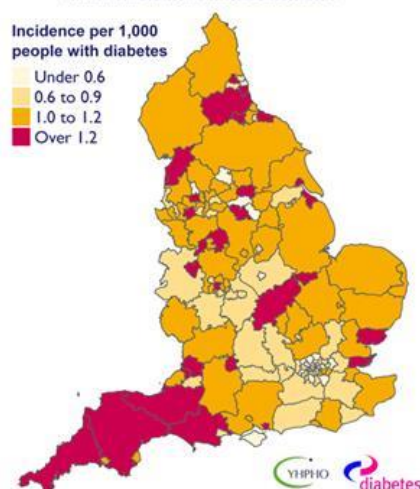 Incidence per 1,000
people with diabetes
Under 0.6
0.6 to 0.9
1.0 to 1.2
Over 1.2
YHPHO
diabetes